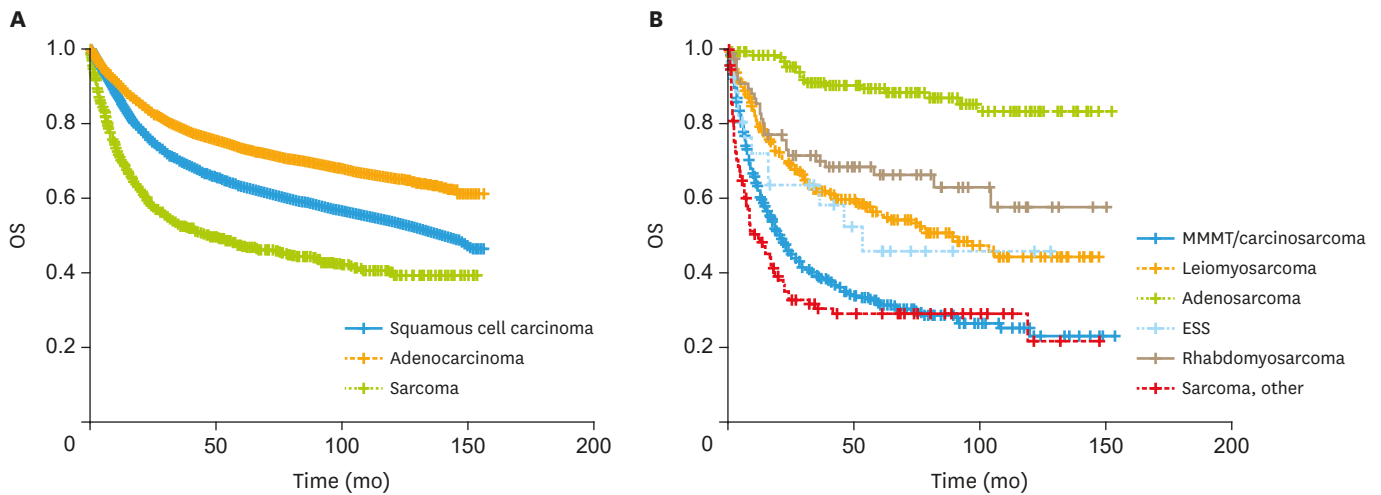 A
1.0
0.8
0.6
0.4
0.2
0
50
100
150
200
OS
Time (mo)
Squamous cell carcinoma
Adenocarcinoma
Sarcoma
B
1.0
0.8
0.6
0.4
0.2
0
50
100
150
200
OS
Time (mo)
MMMT/carcinosarcoma
Leiomyosarcoma
Adenosarcoma
ESS
Rhabdomyosarcoma
Sarcoma, other